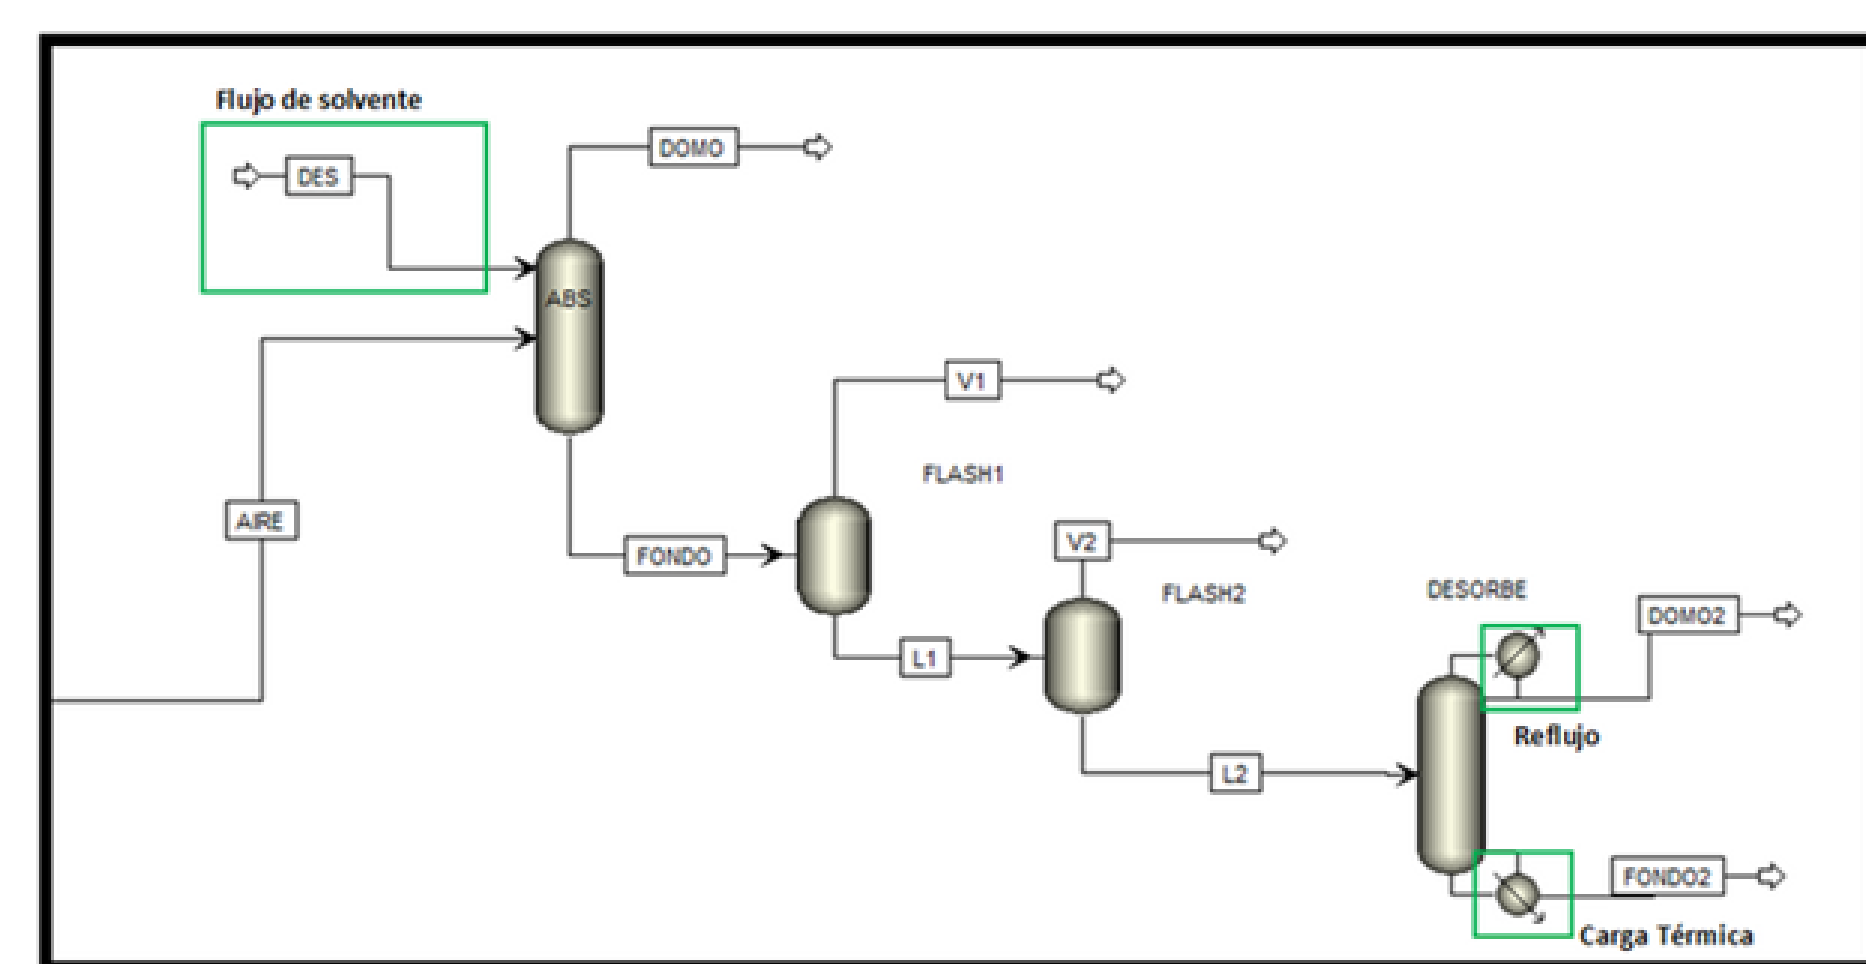 Flujo de solvente
DES
DOMO
ABS
AIRE
V1
FLASH1
FONDO
V2
FLASH2
L1
DESORBE
DOMO2
Reflujo
L2
FONDO2
Carga Térmica